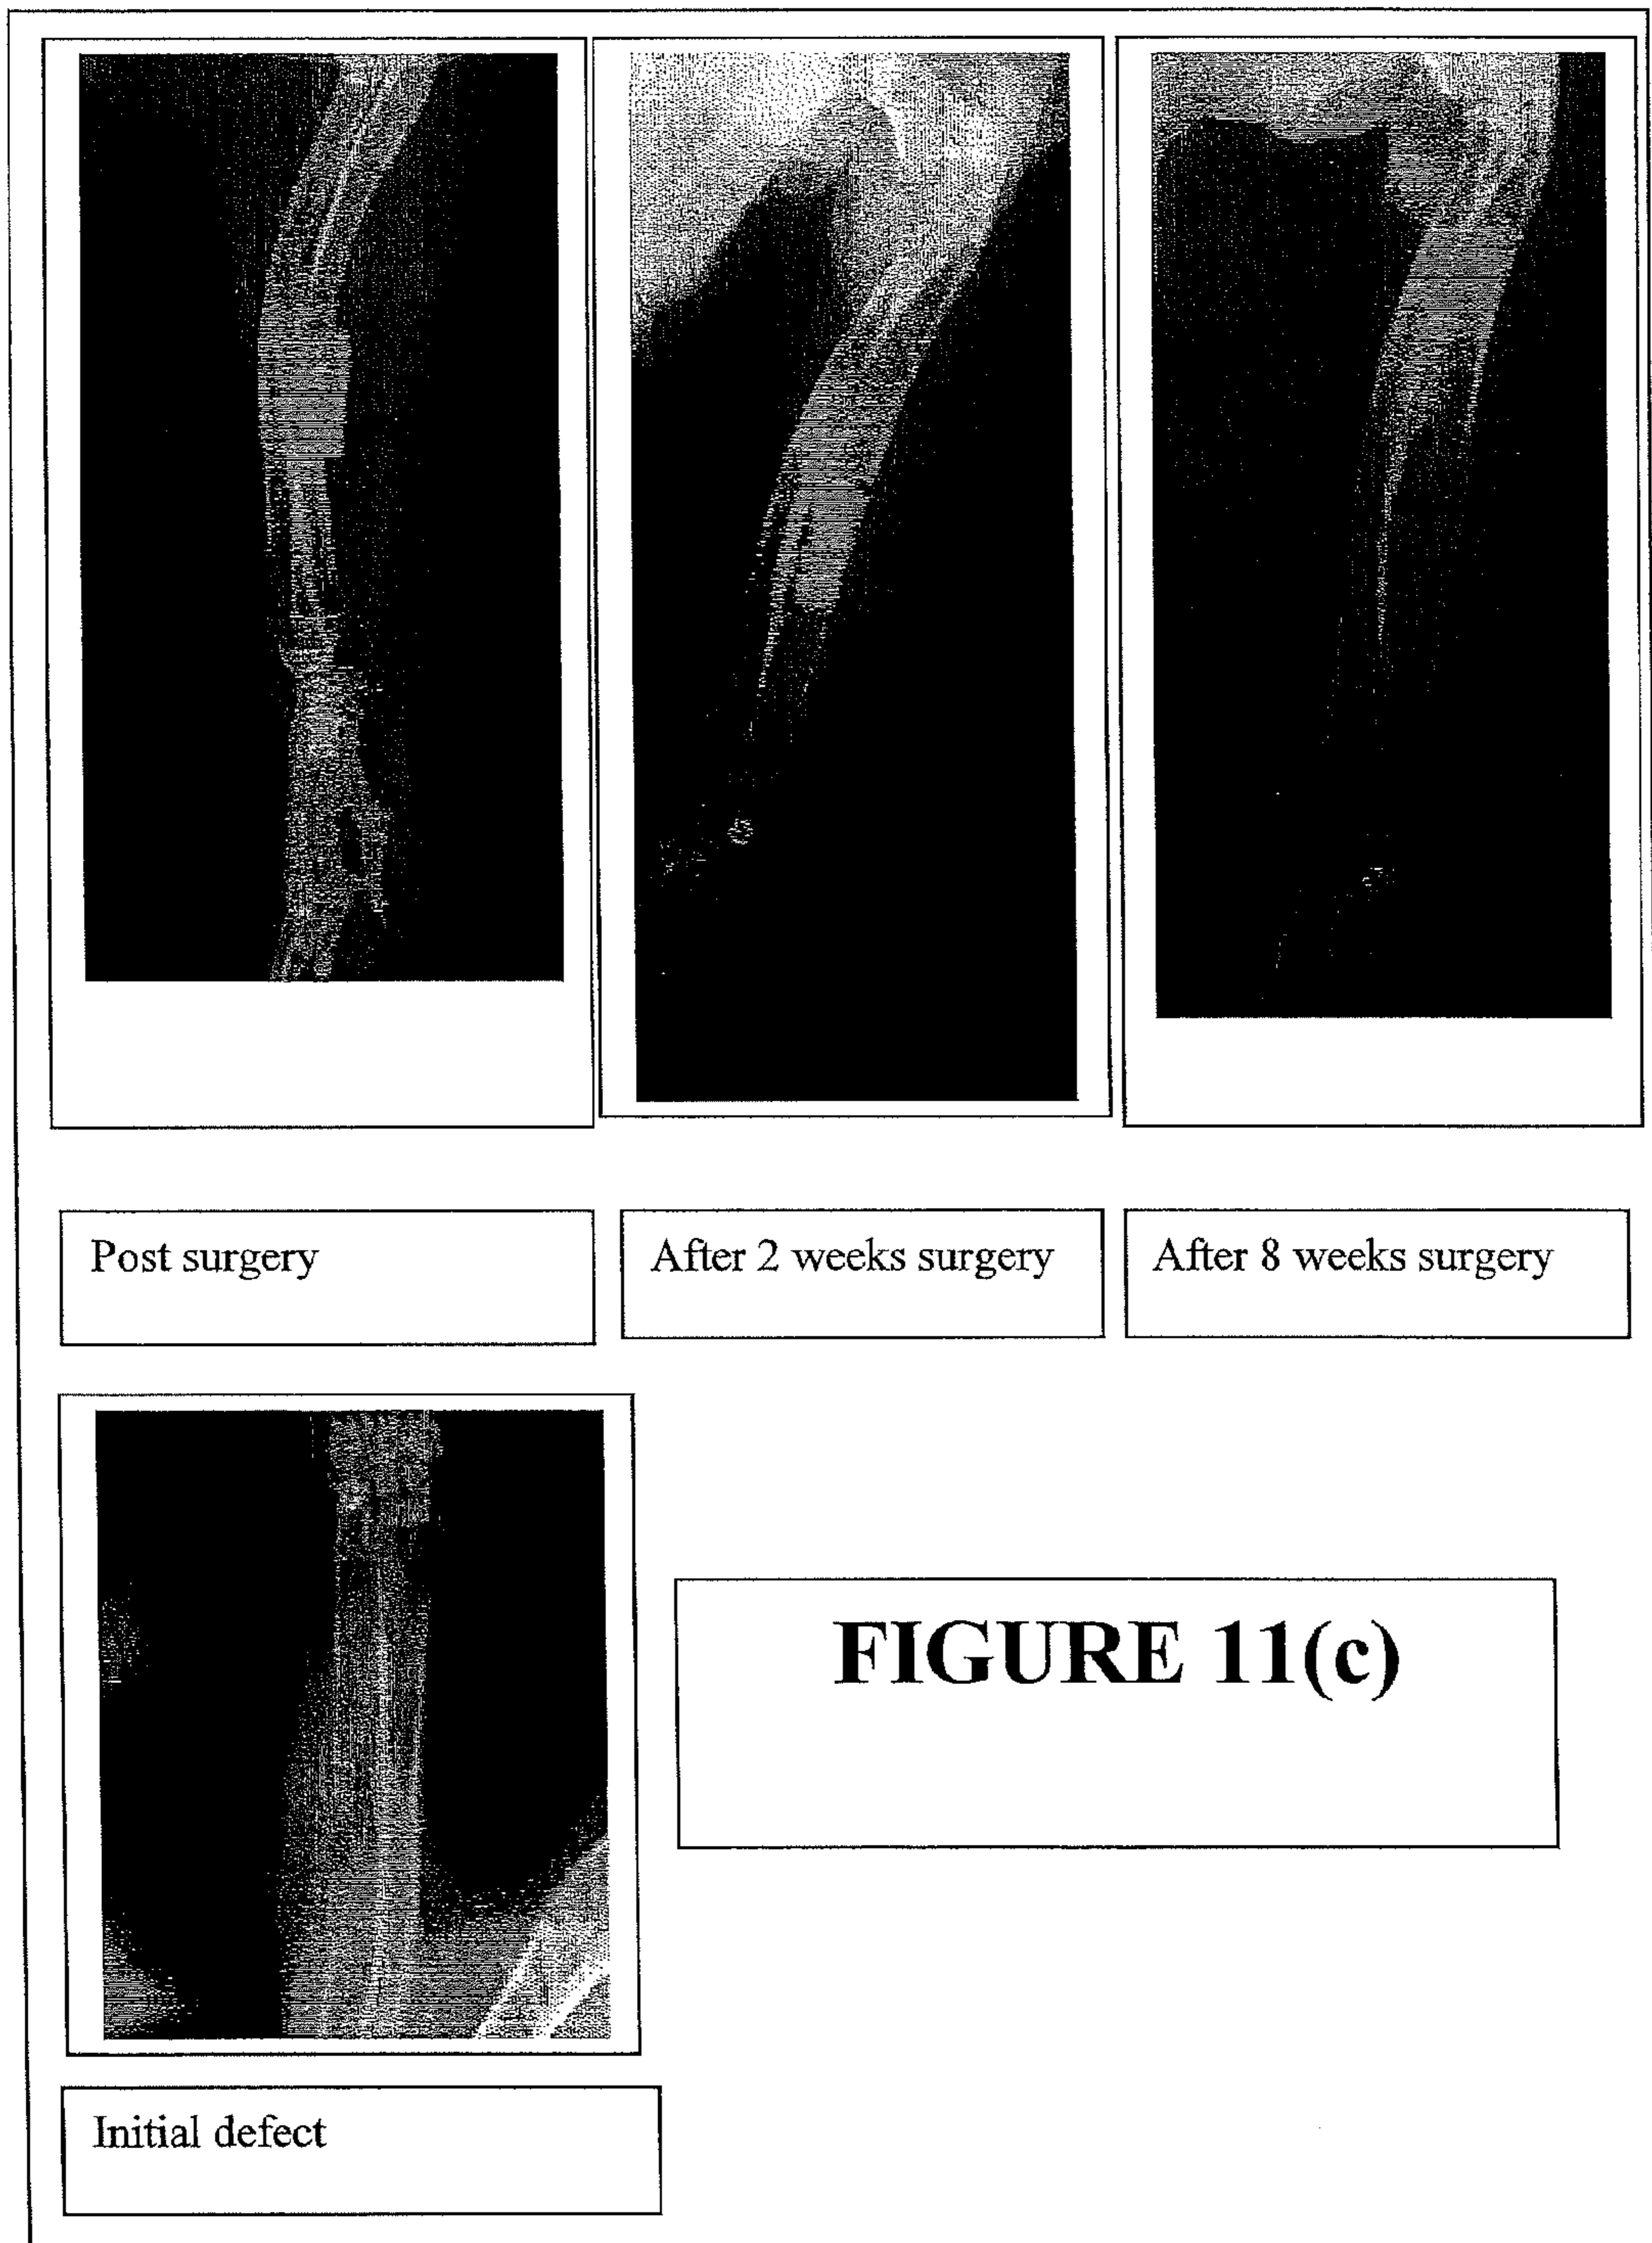 Post surgery
After 2 weeks surgery
After 8 weeks surgery
FIGURE 11(c)
Initial defect